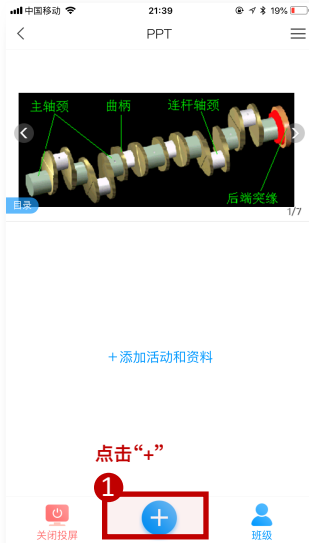 中国移动 21:39 19%
PPT
主轴颈 曲柄 连杆轴颈
后端突缘
目录
1/7
+添加活动和资料
点击“+”
1
关闭投屏 班级